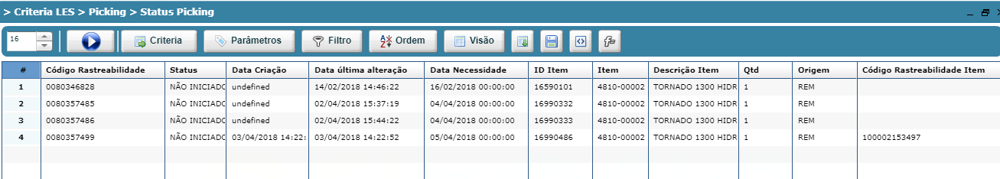 > Criteria LES > Picking > Status Picking
16 Criteria Parâmetros Filtro Ordem Visão
# Código Rastreabilidade Status Data Criação Data última alteração Data Necessidade ID Item Item Descrição Item Qtd Origem Código Rastreabilidade Item
1 0080346828 NÃO INICIADO undefined 14/02/2018 14:46:22 16/02/2018 00:00:00 16590101 4810-00002 TORNADO 1300 HIDR 1 REM
2 0080357485 NÃO INICIADO undefined 02/04/2018 15:37:19 04/04/2018 00:00:00 16990332 4810-00002 TORNADO 1300 HIDR 1 REM
3 0080357486 NÃO INICIADO undefined 02/04/2018 15:44:22 04/04/2018 00:00:00 16990333 4810-00002 TORNADO 1300 HIDR 1 REM
4 0080357499 NÃO INICIADO 03/04/2018 14:22: 03/04/2018 14:22:52 05/04/2018 00:00:00 16990486 4810-00002 TORNADO 1300 HIDR 1 REM 100002153497